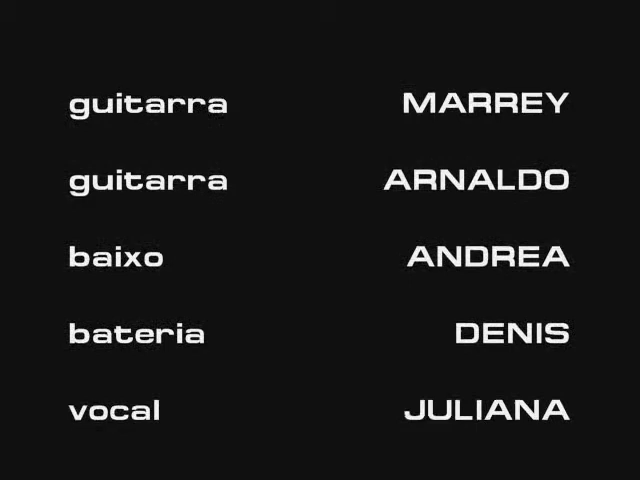 guitarra MARREY
guitarra ARNALDO
baixo ANDREA
bateria DENIS
vocal JULIANA